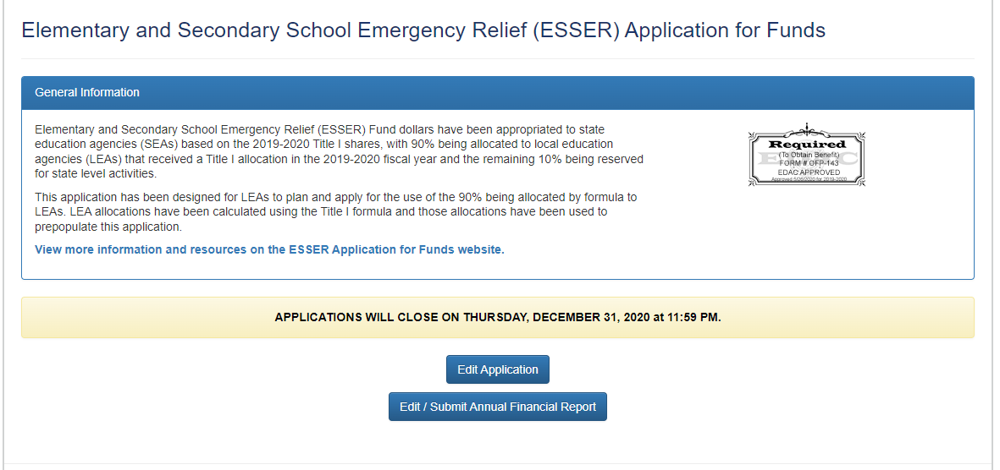 Elementary and Secondary School Emergency Relief (ESSER) Application for Funds
General Information
Elementary and Secondary School Emergency Relief (ESSER) Fund dollars have been appropriated to state
education agencies (SEAs) based on the 2019-2020 Title I shares, with 90% being allocated to local education
agencies (LEAs) that received a Title I allocation in the 2019-2020 fiscal year and the remaining 10% being reserved
for state level activities.
This application has been designed for LEAs to plan and apply for the use of the 90% being allocated by formula to
LEAs. LEA allocations have been calculated using the Title I formula and those allocations have been used to
prepopulate this application.
View more information and resources on the ESSER Application for Funds website.
Required
(To Obtain Benefit)
FORM # OFP-143
EDAC APPROVED
Approved 5/26/2020 for 2019-2020
APPLICATIONS WILL CLOSE ON THURSDAY, DECEMBER 31, 2020 at 11:59 PM.
Edit Application
Edit / Submit Annual Financial Report